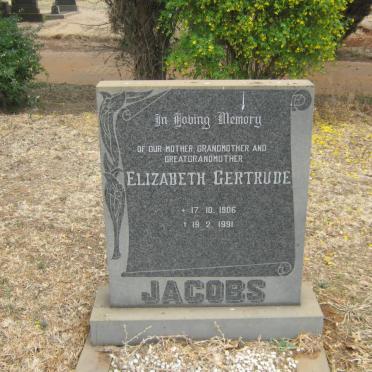 In Loving Memory
OF OUR MOTHER, GRANDMOTHER AND
GREATGRANDMOTHER
ELIZABETH GERTRUDE
+ 17. 10. 1906
† 19. 2. 1991
JACOBS